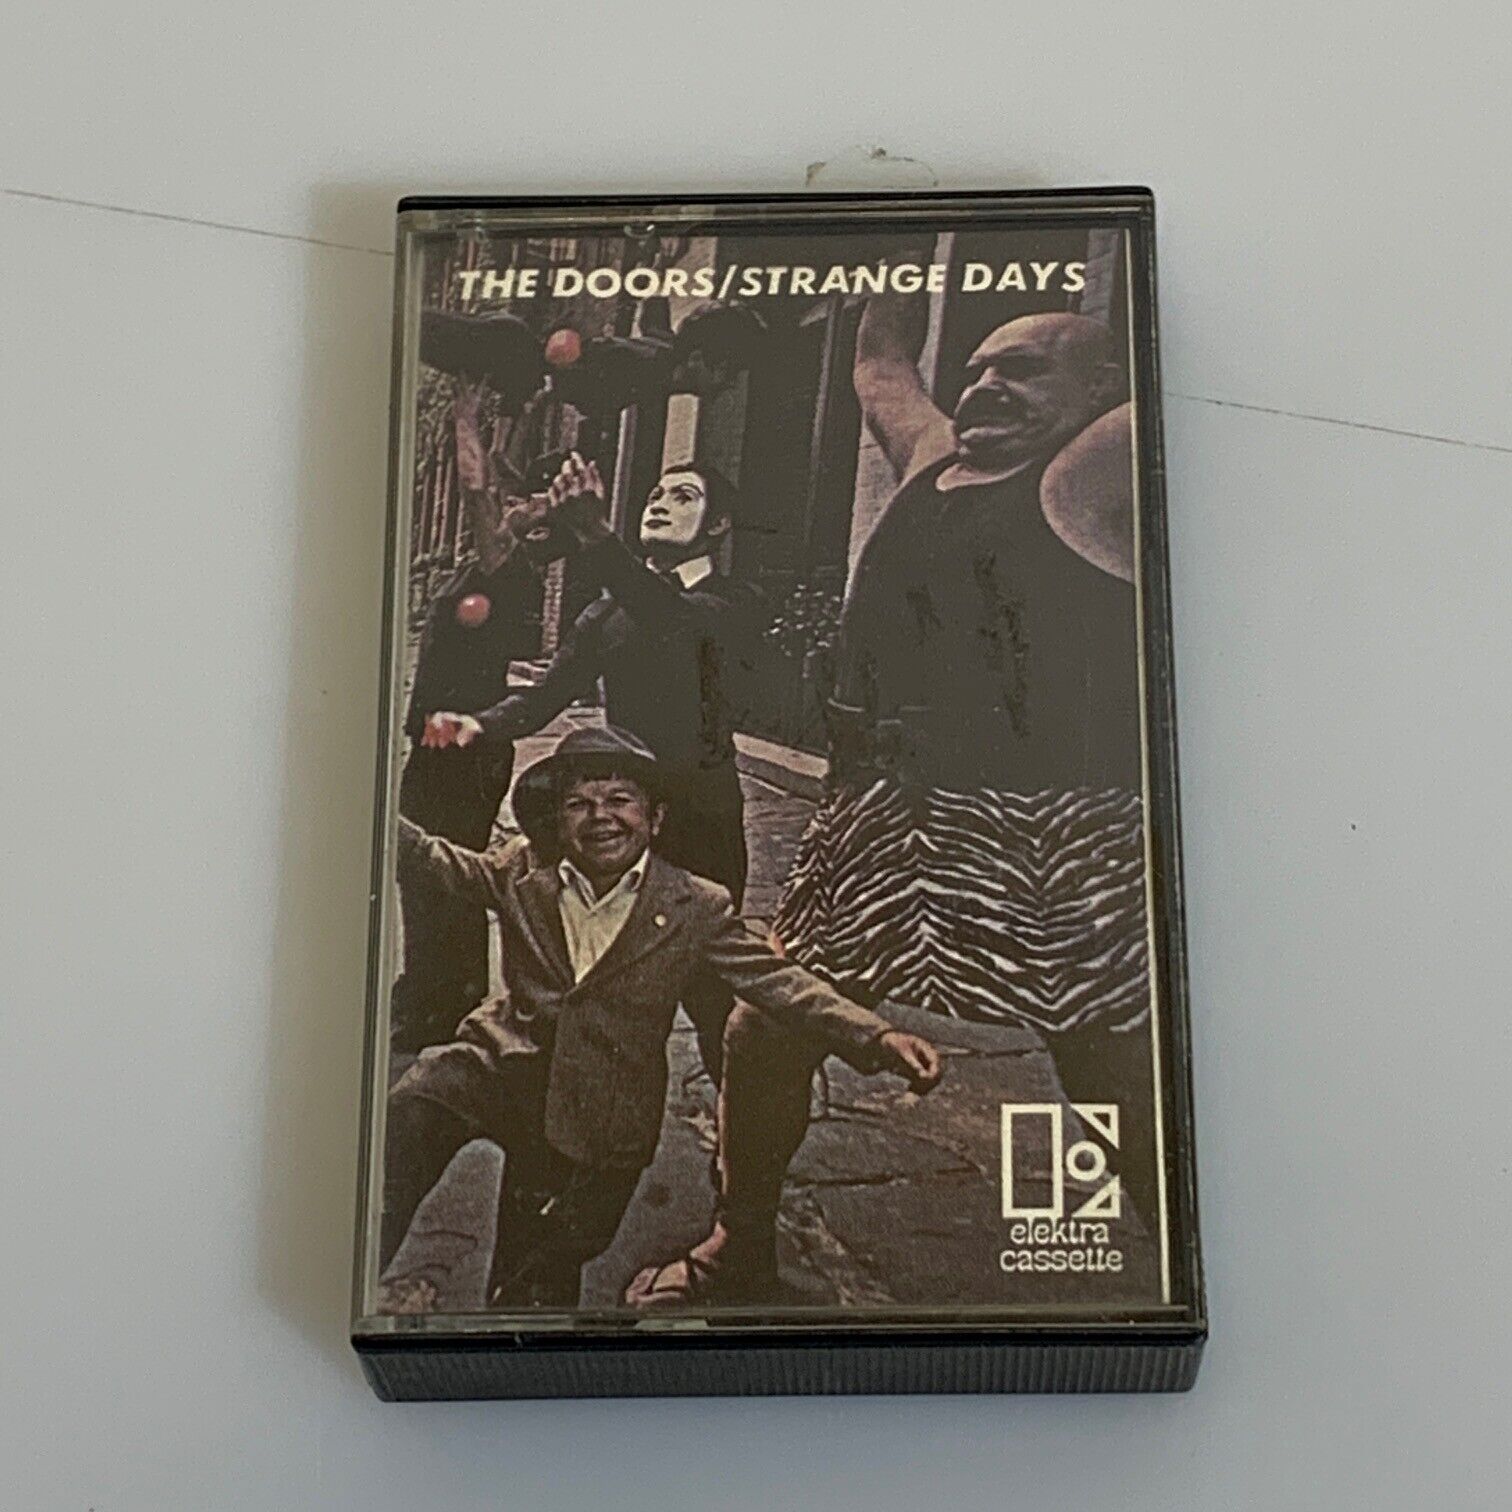 THE DOORS/STRANGE DAYS
elektra
cassette